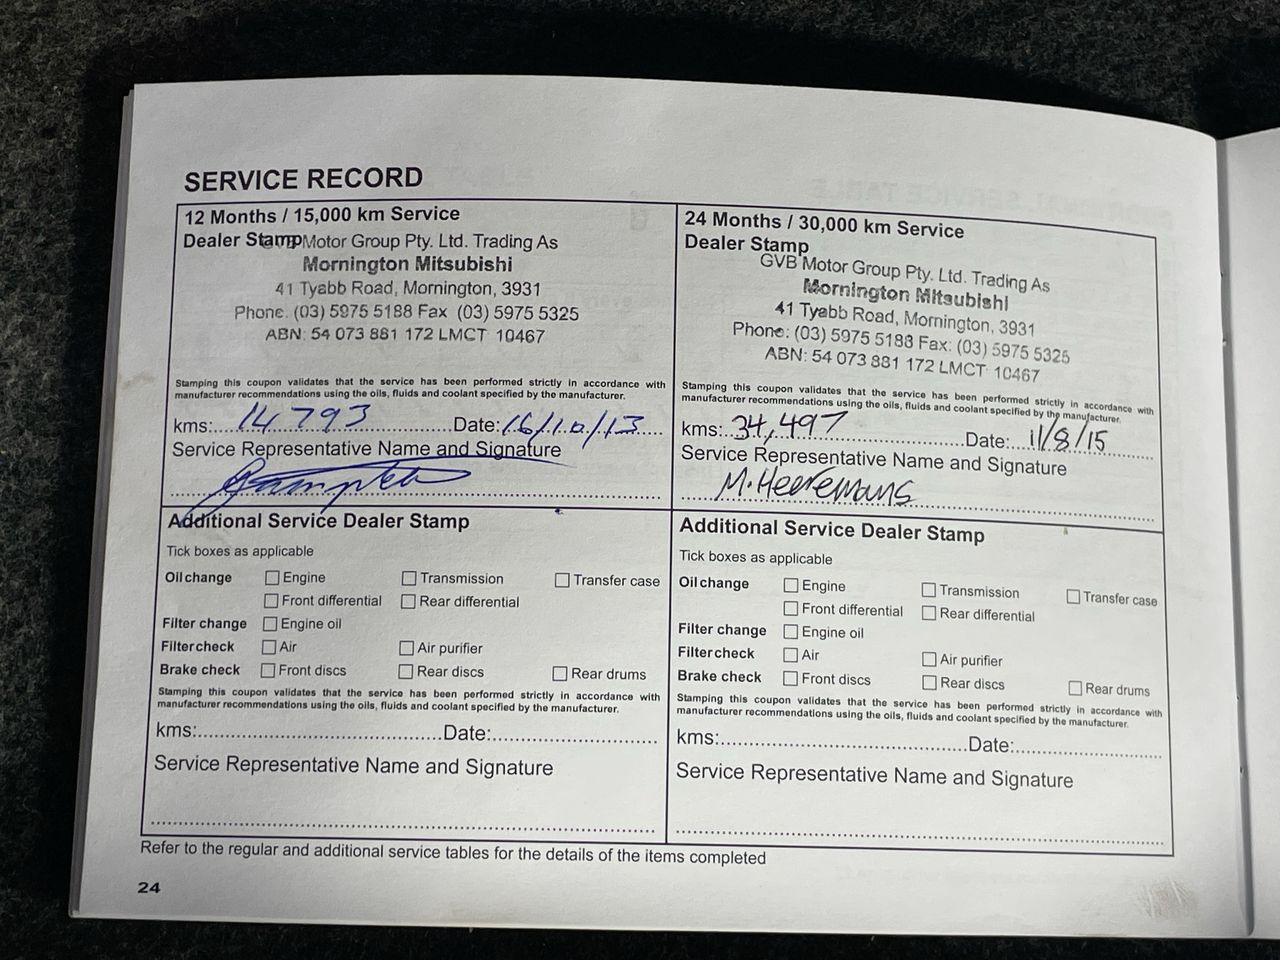 SERVICE RECORD
12 Months / 15,000 km Service
Dealer Stamp
GVB Motor Group Pty. Ltd. Trading As
Mornington Mitsubishi
41 Tyabb Road, Mornington, 3931
Phone: (03) 5975 5188 Fax (03) 5975 5325
ABN: 54 073 881 172 LMCT 10467
Stamping this coupon validates that the service has been performed strictly in accordance with
manufacturer recommendations using the oils, fluids and coolant specified by the manufacturer.
kms: 14793 Date: 16/10/13
Service Representative Name and Signature
Additional Service Dealer Stamp
Tick boxes as applicable
Oil change Engine Transmission Transfer case
Front differential Rear differential
Filter change Engine oil
Filter check Air Air purifier
Brake check Front discs Rear discs Rear drums
Stamping this coupon validates that the service has been performed strictly in accordance with
manufacturer recommendations using the oils, fluids and coolant specified by the manufacturer.
kms: Date:
Service Representative Name and Signature
24 Months / 30,000 km Service
Dealer Stamp
GVB Motor Group Pty. Ltd. Trading As
Mornington Mitsubishi
41 Tyabb Road, Mornington, 3931
Phone: (03) 5975 5188 Fax: (03) 5975 5325
ABN: 54 073 881 172 LMCT 10467
Stamping this coupon validates that the service has been performed strictly in accordance with
manufacturer recommendations using the oils, fluids and coolant specified by the manufacturer.
kms: 34,497 Date: 11/8/15
Service Representative Name and Signature
M. Heeremans
Additional Service Dealer Stamp
Tick boxes as applicable
Oil change Engine Transmission Transfer case
Front differential Rear differential
Filter change Engine oil
Filter check Air Air purifier
Brake check Front discs Rear discs Rear drums
Stamping this coupon validates that the service has been performed strictly in accordance with
manufacturer recommendations using the oils, fluids and coolant specified by the manufacturer.
kms: Date:
Service Representative Name and Signature
Refer to the regular and additional service tables for the details of the items completed
24